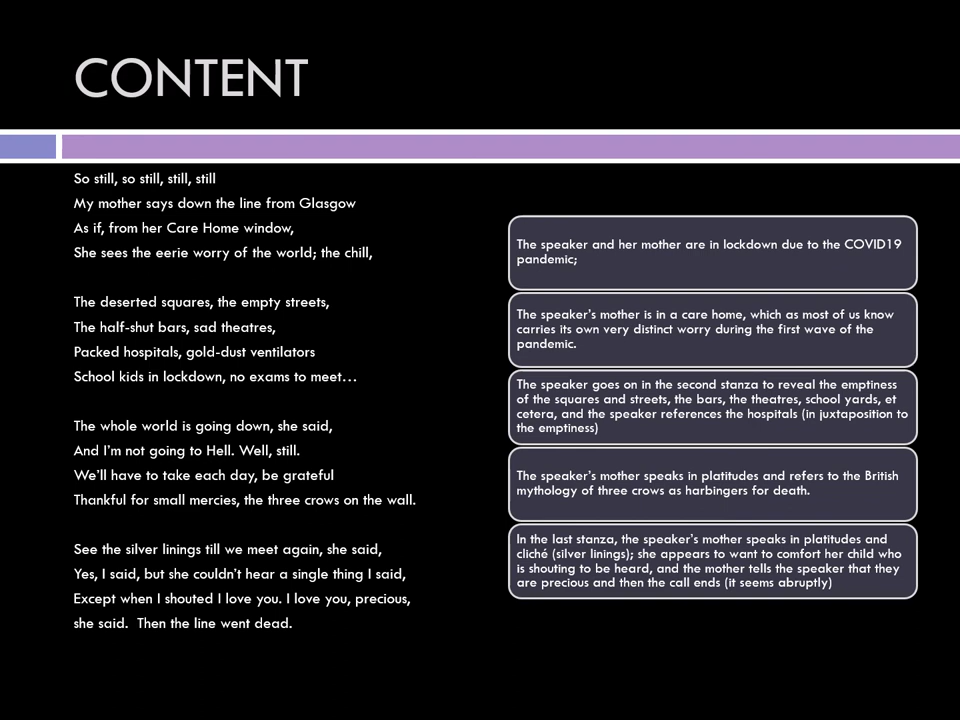 CONTENT
So still, so still, still, still
My mother says down the line from Glasgow
As if, from her Care Home window,
She sees the eerie worry of the world; the chill,
The deserted squares, the empty streets,
The half-shut bars, sad theatres,
Packed hospitals, gold-dust ventilators
School kids in lockdown, no exams to meet…
The whole world is going down, she said,
And I'm not going to Hell. Well, still.
We'll have to take each day, be grateful
Thankful for small mercies, the three crows on the wall.
See the silver linings till we meet again, she said,
Yes, I said, but she couldn't hear a single thing I said,
Except when I shouted I love you. I love you, precious,
she said.  Then the line went dead.
The speaker and her mother are in lockdown due to the COVID19
pandemic;
The speaker's mother is in a care home, which as most of us know
carries its own very distinct worry during the first wave of the
pandemic.
The speaker goes on in the second stanza to reveal the emptiness
of the squares and streets, the bars, the theatres, school yards, et
cetera, and the speaker references the hospitals (in juxtaposition to
the emptiness)
The speaker's mother speaks in platitudes and refers to the British
mythology of three crows as harbingers for death.
In the last stanza, the speaker's mother speaks in platitudes and
cliché (silver linings); she appears to want to comfort her child who
is shouting to be heard, and the mother tells the speaker that they
are precious and then the call ends (it seems abruptly)